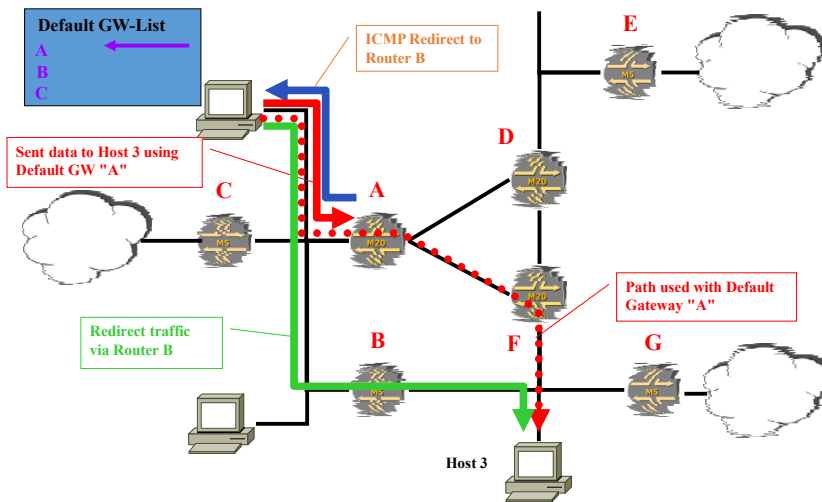 Default GW-List
A
B
C
ICMP Redirect to
Router B
E
M5
Sent data to Host 3 using
Default GW "A"
D
M20
C
A
M5
M20
M20
Path used with Default
Gateway "A"
Redirect traffic
via Router B
B
F
G
M5
M5
Host 3